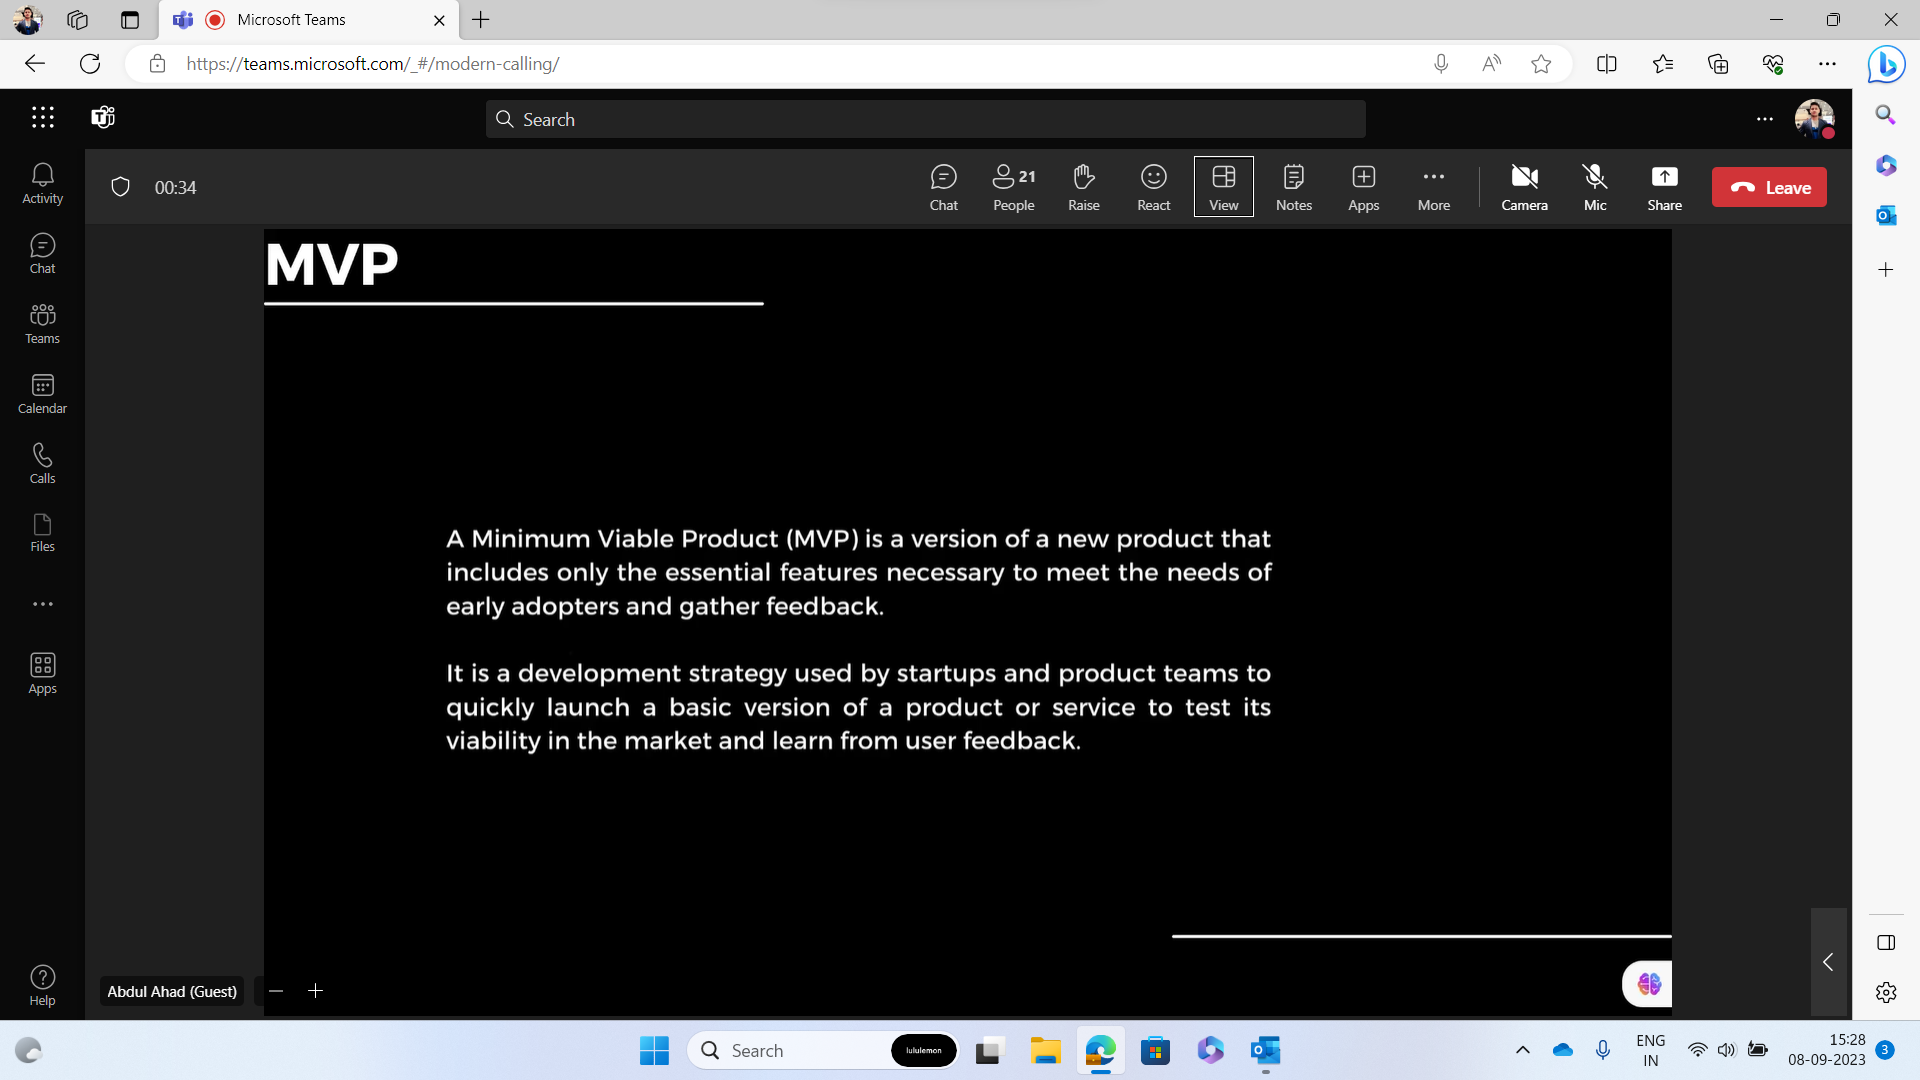 Microsoft Teams
https://teams.microsoft.com/_#/modern-calling/
Search
00:34
Chat
People
21
Raise
React
View
Notes
Apps
More
Camera
Mic
Share
Leave
Activity
Chat
Teams
Calendar
Calls
Files
Apps
Help
MVP
A Minimum Viable Product (MVP) is a version of a new product that
includes only the essential features necessary to meet the needs of
early adopters and gather feedback.
It is a development strategy used by startups and product teams to
quickly launch a basic version of a product or service to test its
viability in the market and learn from user feedback.
Abdul Ahad (Guest)
Search
lululemon
ENG
IN
15:28
08-09-2023
3